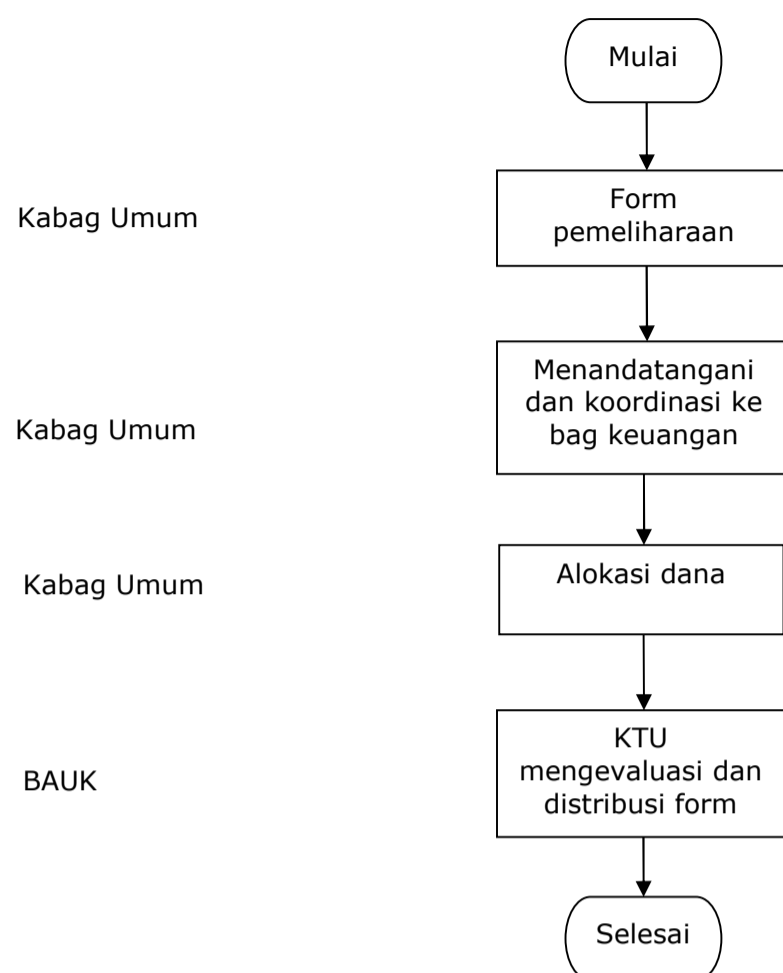 Mulai
Kabag Umum
Form
pemeliharaan
Kabag Umum
Menandatangani
dan koordinasi ke
bag keuangan
Kabag Umum
Alokasi dana
BAUK
KTU
mengevaluasi dan
distribusi form
Selesai